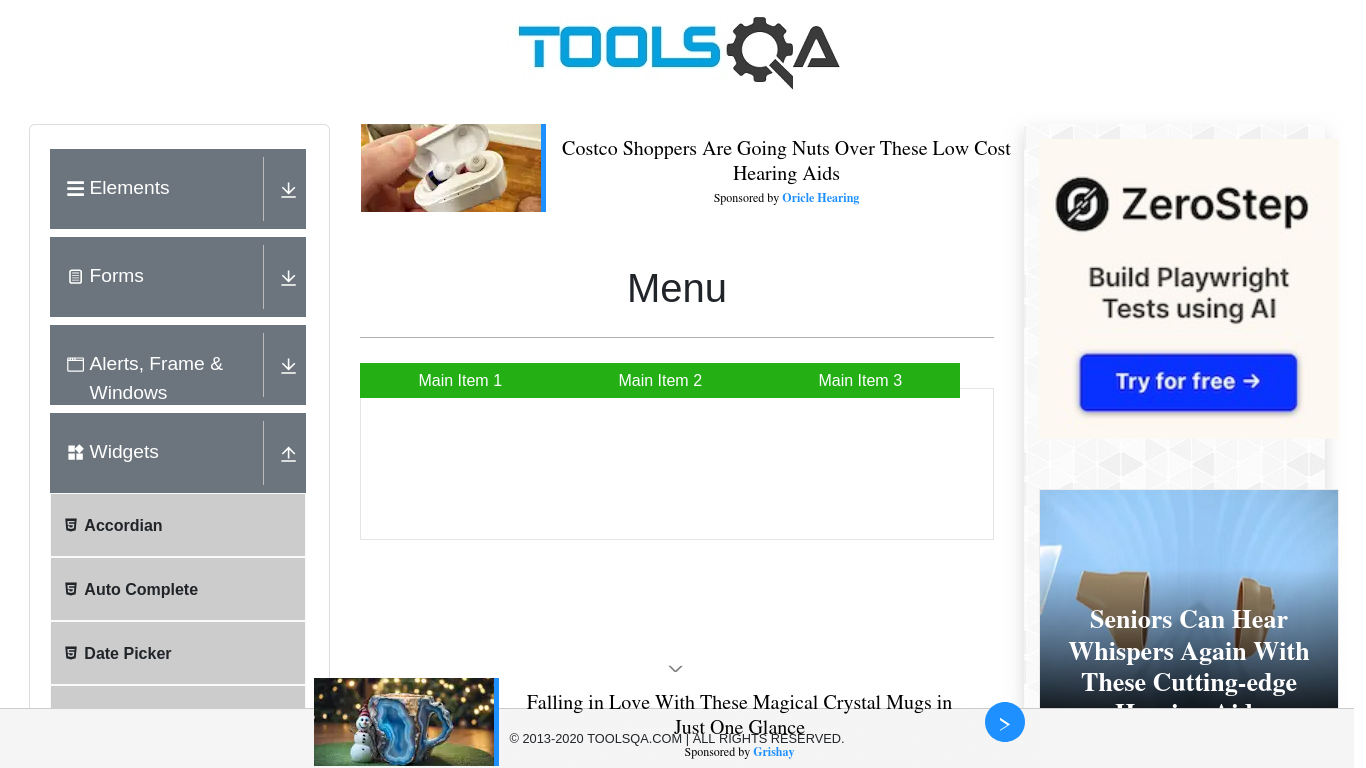 TOOLSQA
Elements
Forms
Alerts, Frame &
Windows
Widgets
Accordian
Auto Complete
Date Picker
Costco Shoppers Are Going Nuts Over These Low Cost
Hearing Aids
Sponsored by Oricle Hearing
Menu
Main Item 1
Main Item 2
Main Item 3
ZeroStep
Build Playwright
Tests using AI
Try for free →
Seniors Can Hear
Whispers Again With
These Cutting-edge
Falling in Love With These Magical Crystal Mugs in
Just One Glance
© 2013-2020 TOOLSQA.COM | ALL RIGHTS RESERVED.
Sponsored by Grishay